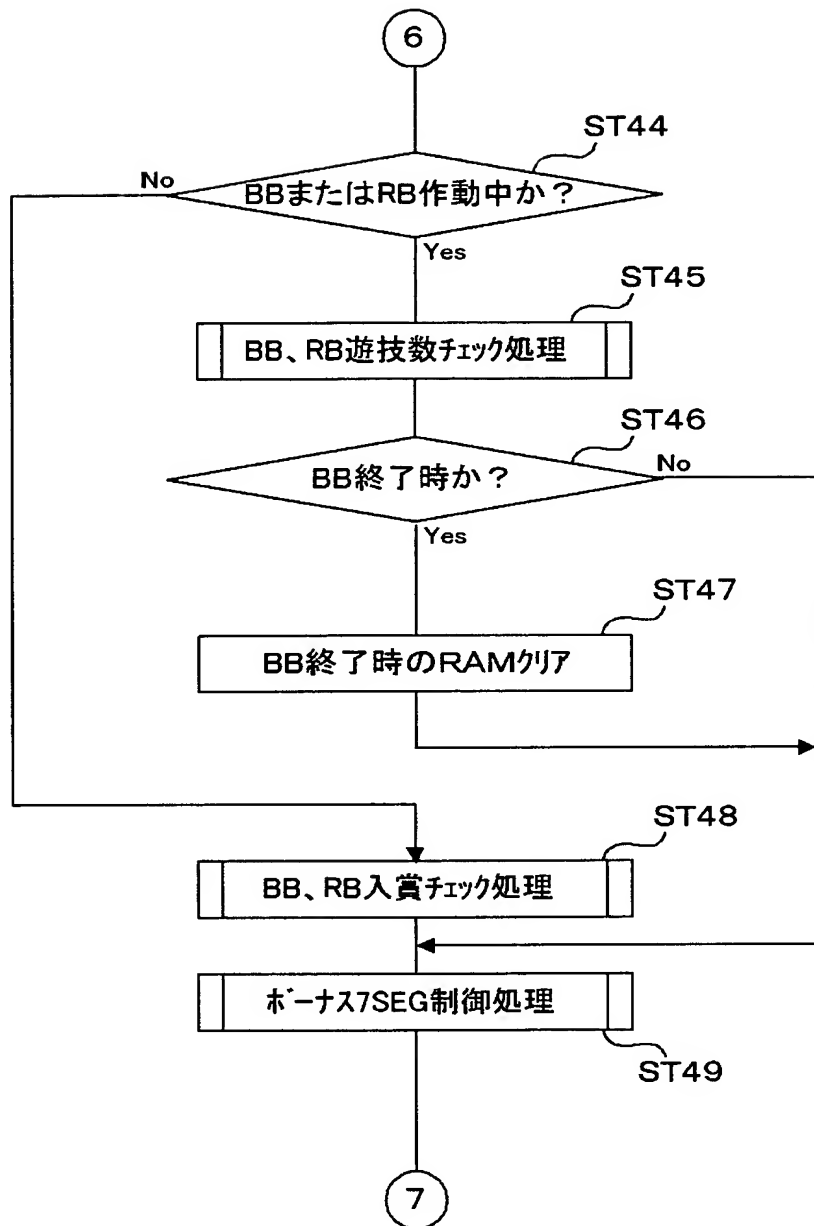 6
ST44
No
BBまたはRB作動中か？
Yes
ST45
BB、RB遊技数ﾁｪｯｸ処理
ST46
BB終了時か？
No
Yes
ST47
BB終了時のRAMｸﾘｱ
ST48
BB、RB入賞ﾁｪｯｸ処理
ﾎﾞｰﾅｽ7SEG制御処理
ST49
7